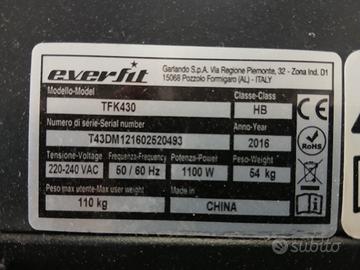 everfit
Garlando S.p.A. Via Regione Piemonte, 32 - Zona Ind. D1
15068 Pozzolo Formigaro (AL) - ITALY
Modello-Model Classe-Class
TFK430 HB
Numero di serie-Serial number Anno-Year
T43DM121602520493 2016
RoHS
Tensione-Voltage Frequenza-Frequency Potenza-Power Peso-Weight
220-240 VAC 50 / 60 Hz 1100 W 54 kg
Peso max utente-Max user weight Made in
110 kg CHINA
subito